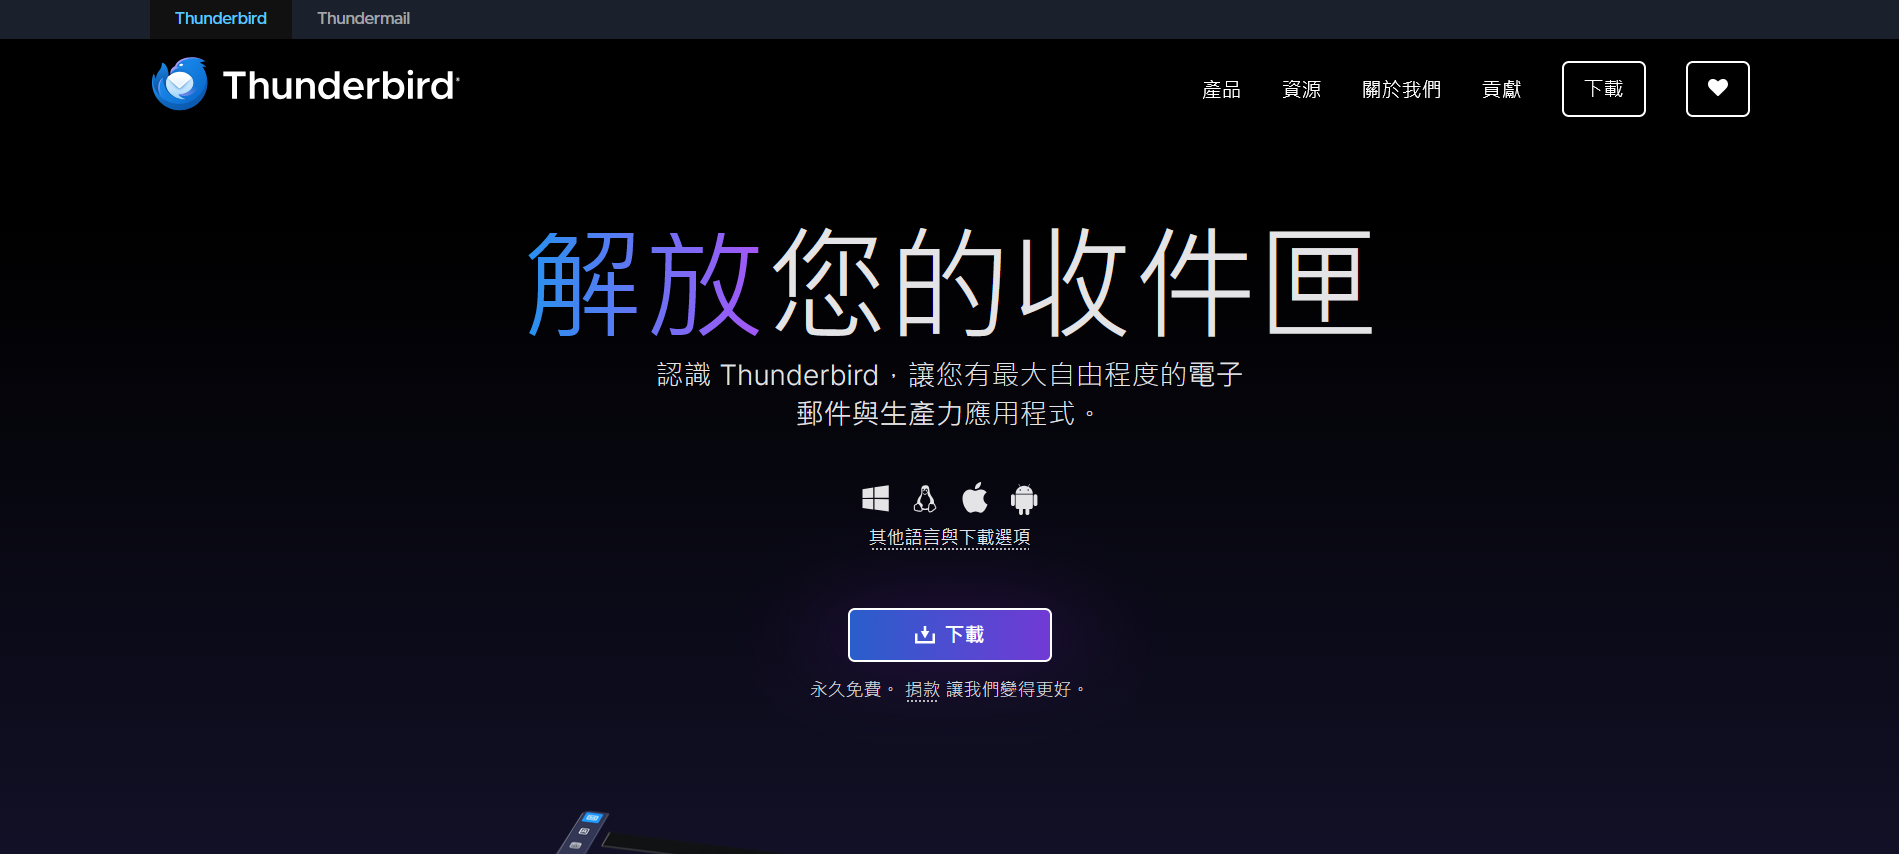 Thunderbird
Thundermail
Thunderbird
產品
資源
關於我們
貢獻
下載
解放您的收件匣
認識 Thunderbird，讓您有最大自由程度的電子
郵件與生產力應用程式。
其他語言與下載選項
下載
永久免費。 捐款 讓我們變得更好。